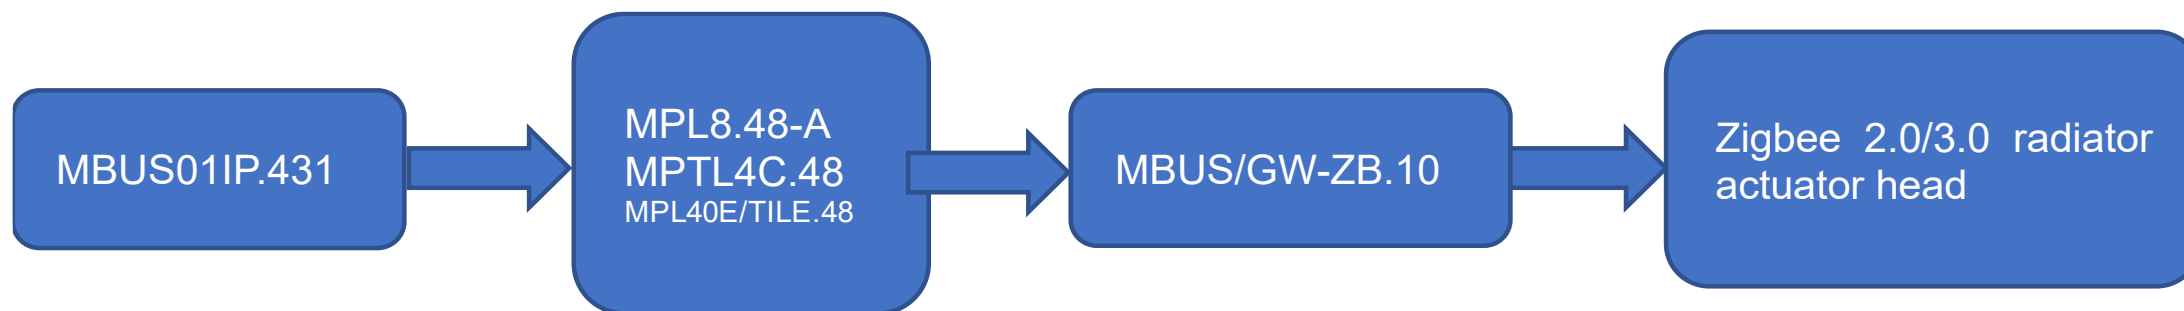 MBUS01IP.431
MPL8.48-A
MPTL4C.48
MPL40E/TILE.48
MBUS/GW-ZB.10
Zigbee 2.0/3.0 radiator
actuator head